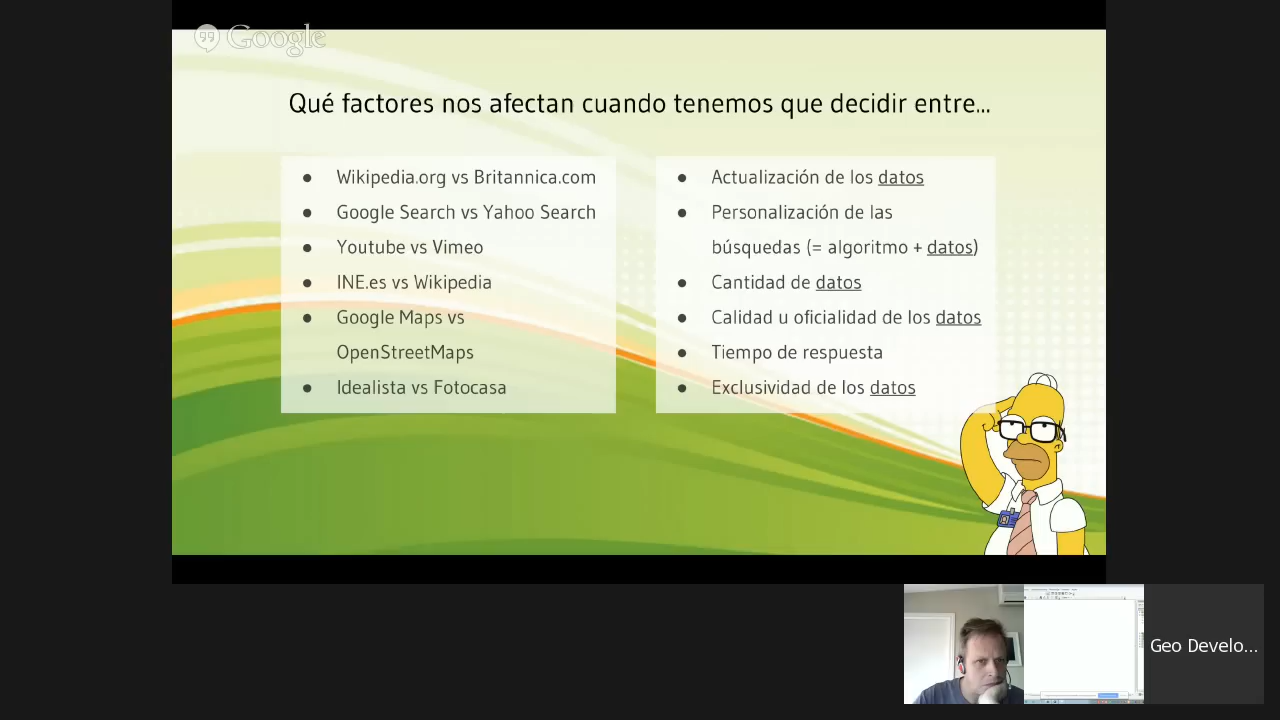 Google
Qué factores nos afectan cuando tenemos que decidir entre...
● Wikipedia.org vs Britannica.com
● Google Search vs Yahoo Search
● Youtube vs Vimeo
● INE.es vs Wikipedia
● Google Maps vs
OpenStreetMaps
● Idealista vs Fotocasa
● Actualización de los datos
● Personalización de las
búsquedas (= algoritmo + datos)
● Cantidad de datos
● Calidad u oficialidad de los datos
● Tiempo de respuesta
● Exclusividad de los datos
Geo Develo...